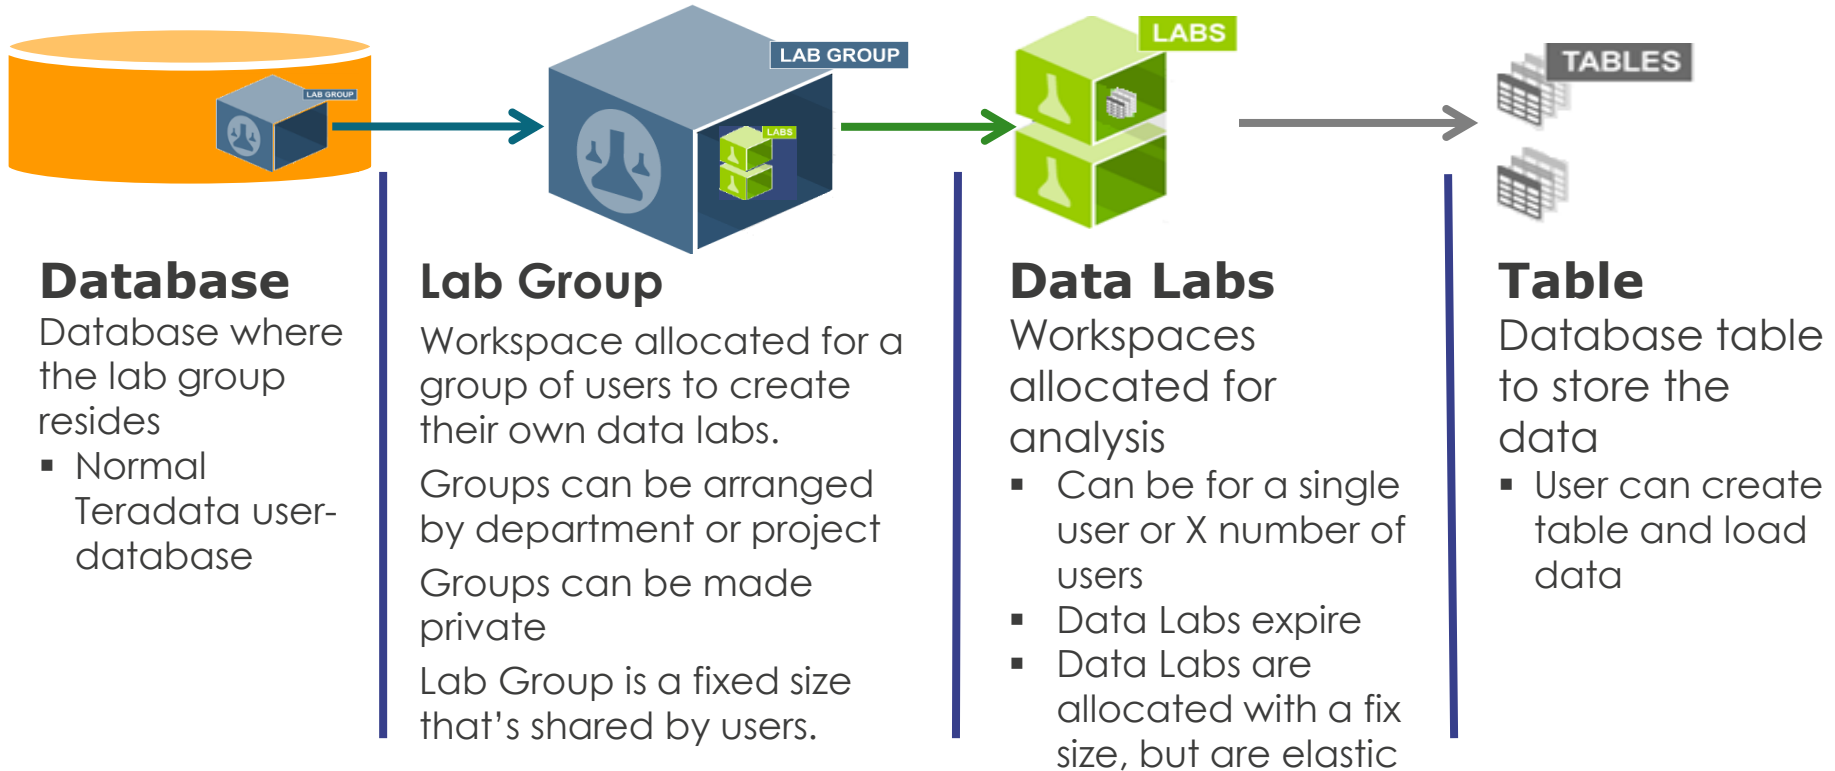 LAB GROUP
LAB GROUP
LABS
LABS
TABLES
Database
Database where
the lab group
resides
▪ Normal
Teradata user-
database
Lab Group
Workspace allocated for a
group of users to create
their own data labs.
Groups can be arranged
by department or project
Groups can be made
private
Lab Group is a fixed size
that’s shared by users.
Data Labs
Workspaces
allocated for
analysis
▪ Can be for a single
user or X number of
users
▪ Data Labs expire
▪ Data Labs are
allocated with a fix
size, but are elastic
Table
Database table
to store the
data
▪ User can create
table and load
data